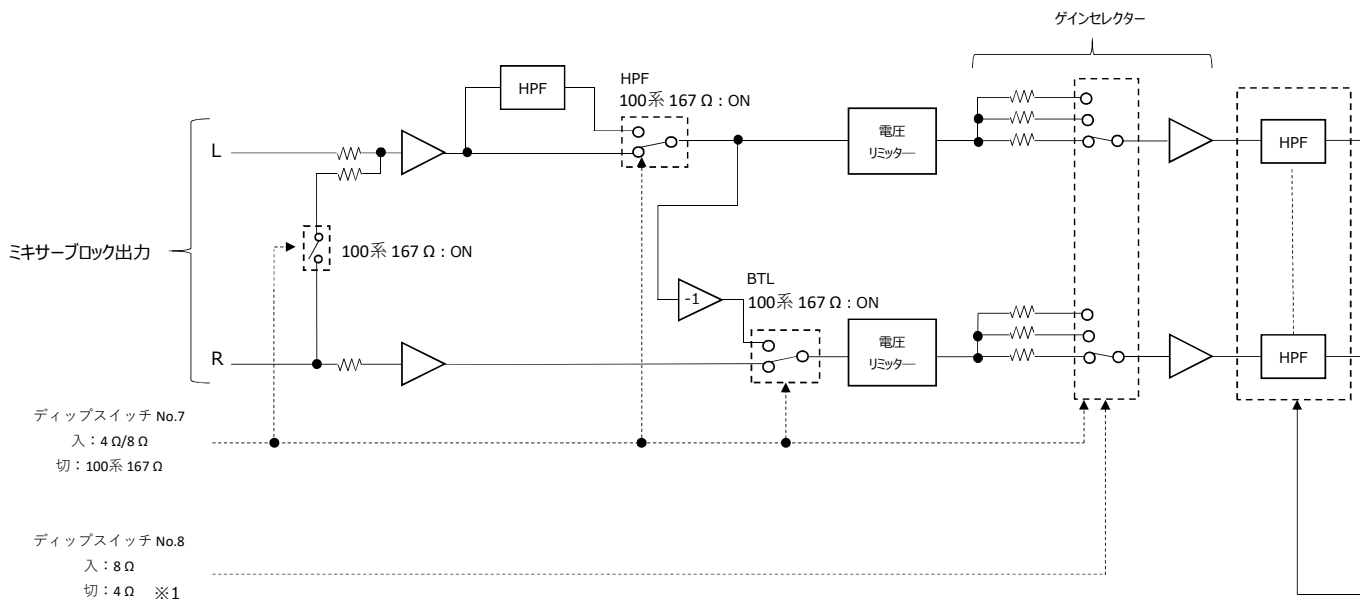 ゲインセレクター
HPF
HPF
100系 167 Ω : ON
L
電圧
リミッター
HPF
ミキサーブロック出力
100系 167 Ω : ON
-1
BTL
100系 167 Ω : ON
R
電圧
リミッター
HPF
ディップスイッチ No.7
入：4 Ω/8 Ω
切：100系 167 Ω
ディップスイッチ No.8
入：8 Ω
切：4 Ω ※1